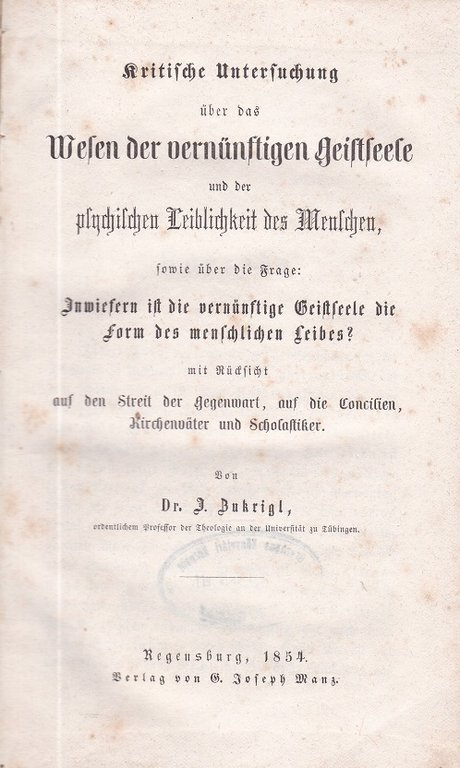 Kritische Untersuchung
über das
Wesen der vernünftigen Geistseele
und der
psychischen Leiblichkeit des Menschen,
sowie über die Frage:
Inwiefern ist die vernünftige Geistseele die
Form des menschlichen Leibes?
mit Rücksicht
auf den Streit der Gegenwart, auf die Concilien,
Kirchenväter und Scholastiker.
Von
Dr. J. Zukrigl,
ordentlichem Professor der Theologie an der Universität zu Tübingen.
Regensburg, 1854.
Verlag von G. Joseph Manz.